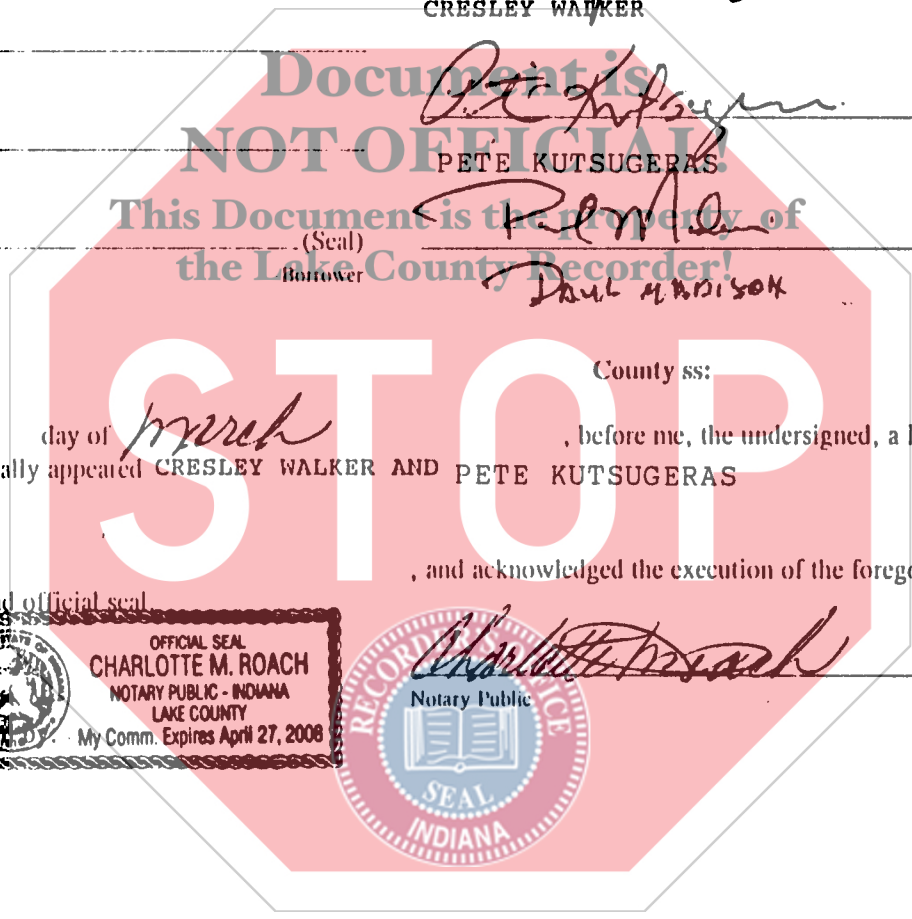 CRESLEY WALKER
Document is
NOT OFFICIAL!
PETE KUTSUGERAS
This Document is the property of
(Seal)
the Lake County Recorder!
-Borrower
PAUL MADISON
STOP
County ss:
day of march , before me, the undersigned, a
ally appeared CRESLEY WALKER AND PETE KUTSUGERAS
,
, and acknowledged the execution of the forego
d official seal
OFFICIAL SEAL
CHARLOTTE M. ROACH
NOTARY PUBLIC - INDIANA
LAKE COUNTY
My Comm. Expires April 27, 2008
Charlotte M Roach
Notary Public
RECORDER'S OFFICE
SEAL
INDIANA